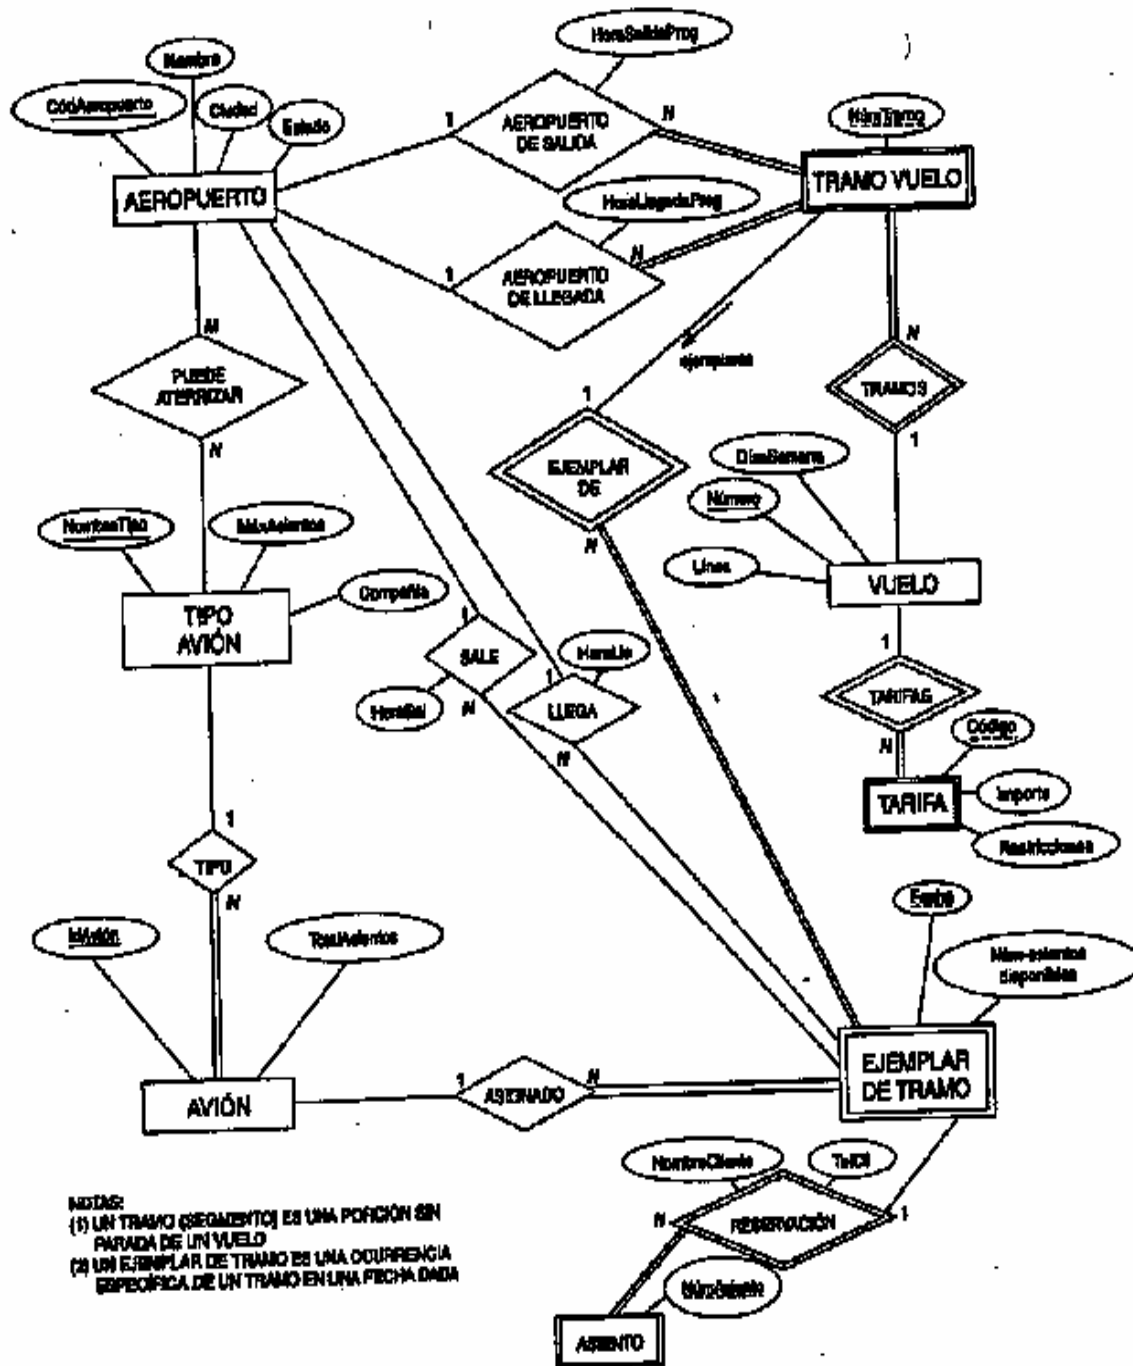 HoraSalidaProg
Nombre
CódAeropuerto
Ciudad
Estado
1
AEROPUERTO
DE SALIDA
N
NúmTramo
AEROPUERTO
TRAMO VUELO
HoraLlegadaProg
1
AEROPUERTO
DE LLEGADA
N
M
PUEDE
ATERRIZAR
N
ejemplares
1
N
TRAMOS
1
EJEMPLAR
DE
N
DíasSemana
Número
Línea
VUELO
NombreTipo
MáxAsientos
Compañía
TIPO
AVIÓN
1
SALE
N
HoraSal
1
HoraLle
LLEGA
N
1
TARIFAS
N
Código
TARIFA
Importe
Restricciones
1
TIPO
N
IdAvión
TotalAsientos
Fecha
Núm-asientos
disponibles
EJEMPLAR
DE TRAMO
AVIÓN
1
ASIGNADO
N
NombreCliente
TelCli
N
RESERVACIÓN
1
NúmAsiento
ASIENTO
NOTAS:
(1) UN TRAMO (SEGMENTO) ES UNA PORCIÓN SIN
PARADA DE UN VUELO
(2) UN EJEMPLAR DE TRAMO ES UNA OCURRENCIA
ESPECÍFICA DE UN TRAMO EN UNA FECHA DADA